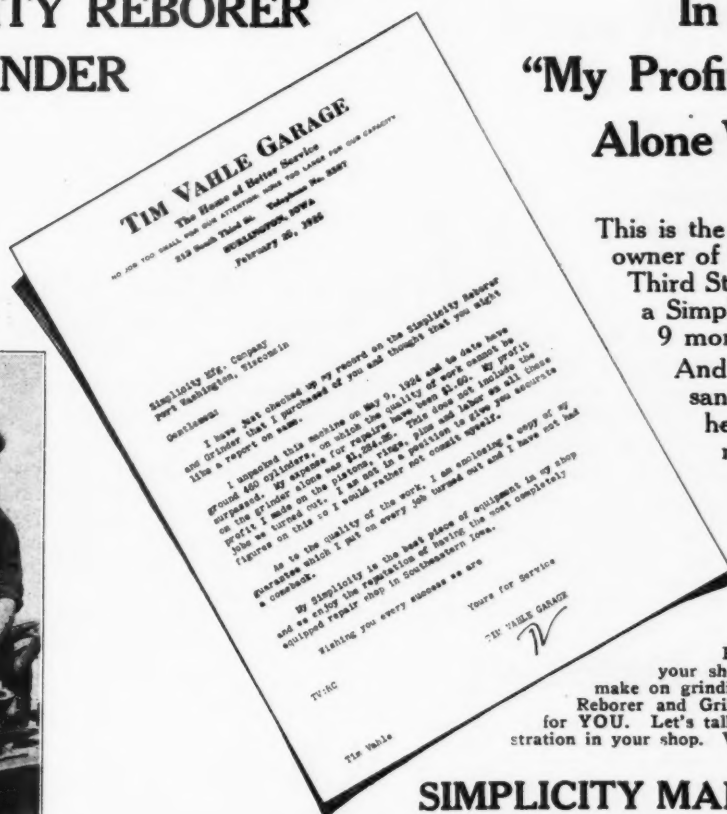 TY REBORER
NDER
In
"My Profi
Alone
TIM VAHLE GARAGE
The Home of Better Service
NO JOB TOO SMALL FOR OUR ATTENTION NONE TOO LARGE FOR OUR CAPACITY
213 South Third St. Telephone No.
BURLINGTON, IOWA
February 25, 1925
Simplicity Mfg. Company
Port Washington, Wisconsin
Gentlemen:
I have just checked up my record on the Simplicity Reborer
and Grinder that I purchased of you and thought that you might
like a report on same.
I unpacked this machine on May 9, 1924 and to date have
ground 460 cylinders, on which the quality of work cannot be
surpassed. My expense for repairs have been $1.60. My profit
on the grinder alone was This does not include the
profit I made on the pistons, rings, pins and labor on all these
jobs we turned out. I am not in a position to give you accurate
figures on this so I would rather not commit myself.
As to the quality of the work, I am enclosing a copy of my
guarantee which I put on every job turned out and I have not had
a comeback.
My Simplicity is the best piece of equipment in my shop
and we enjoy the reputation of having the most completely
equipped repair shop in Southeastern Iowa.
Wishing you every success we are
Yours for Service
TIM VAHLE GARAGE
TV
TV:AC
Tim Vahle
This is the
owner of
Third St
a Simp
9 mor
And
san
he
your sh
make on grindi
Reborer and Gri
for YOU. Let's tal
stration in your shop.
SIMPLICITY MA